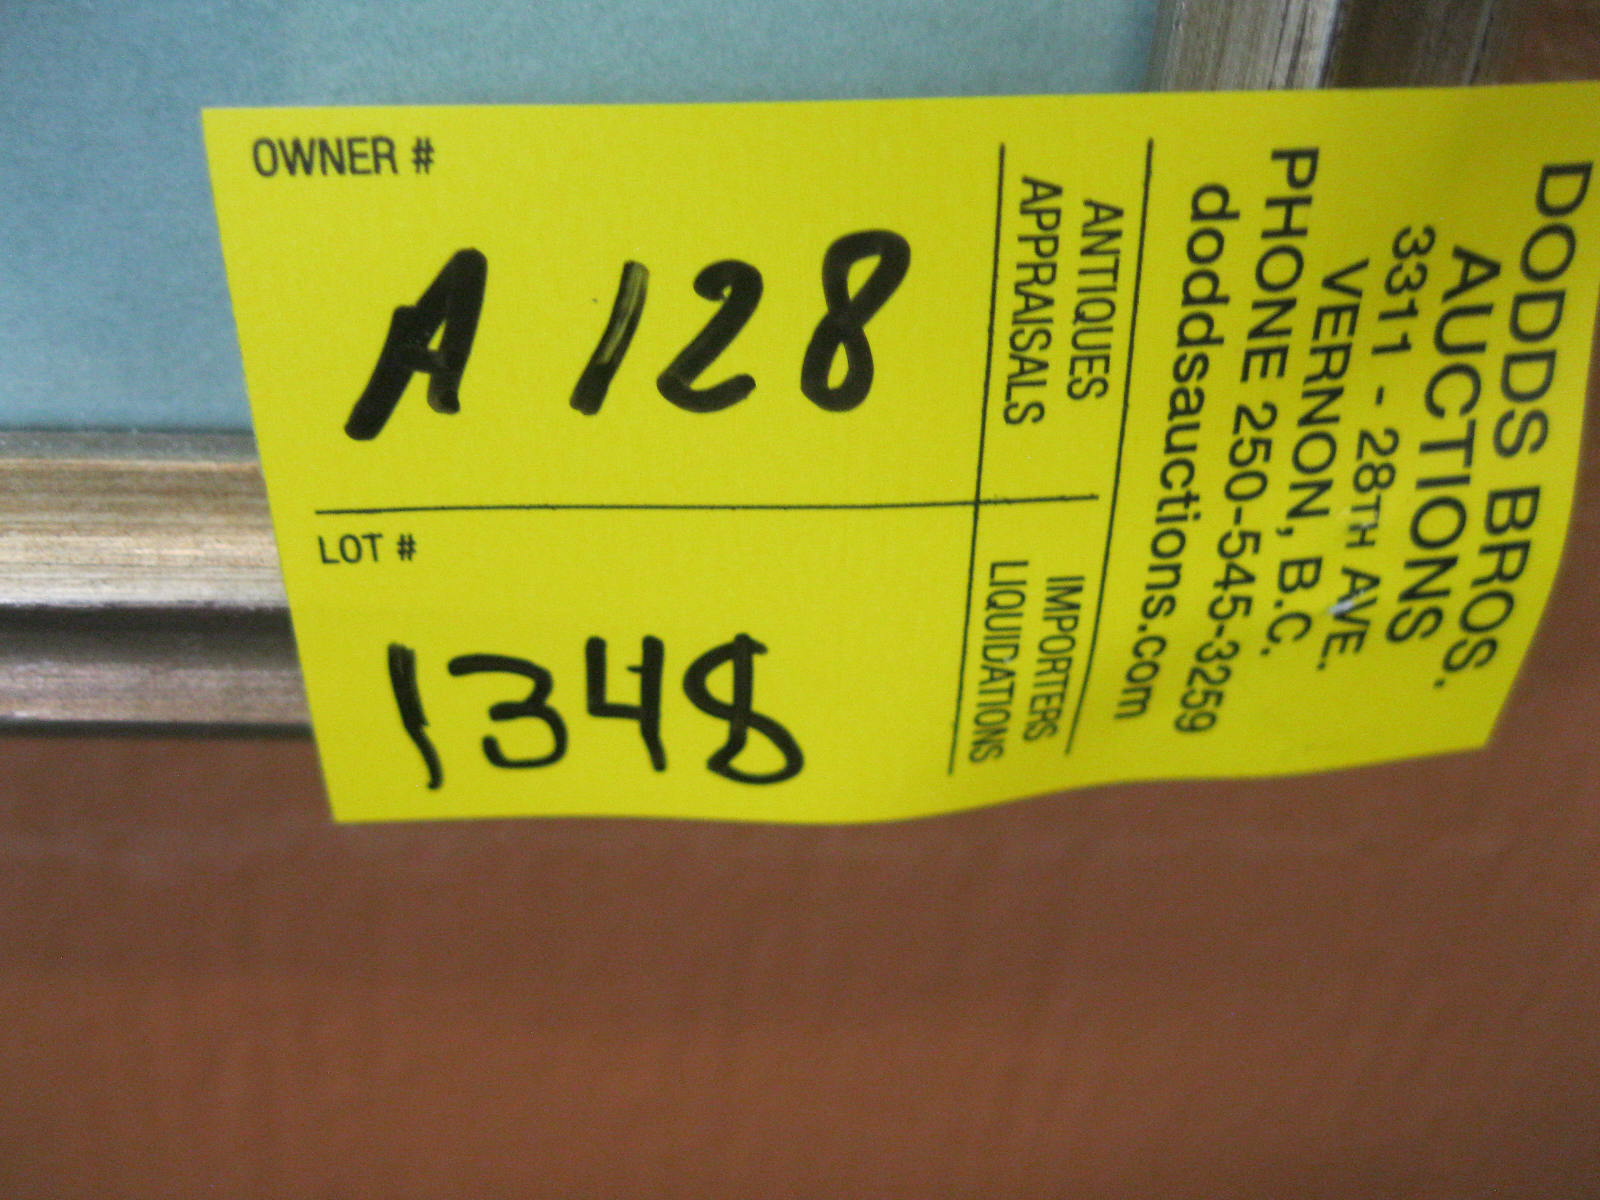 OWNER #
A 128
LOT #
1348
ANTIQUES
APPRAISALS
IMPORTERS
LIQUIDATIONS
DODDS BROS.
AUCTIONS
3311 - 28TH AVE.
VERNON, B.C.
PHONE 250-545-3259
doddsauctions.com